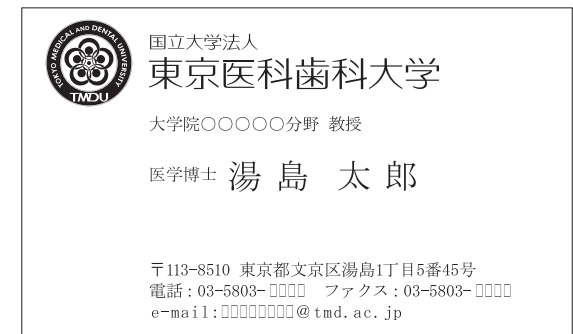 TOKYO MEDICAL AND DENTAL UNIVERSITY
TMDU
国立大学法人
東京医科歯科大学
大学院○○○○○分野 教授
医学博士 湯島 太郎
〒113-8510 東京都文京区湯島1丁目5番45号
電話：03-5803-□□□□ ファクス：03-5803-□□□□
e-mail:□□□□□□□□@tmd.ac.jp